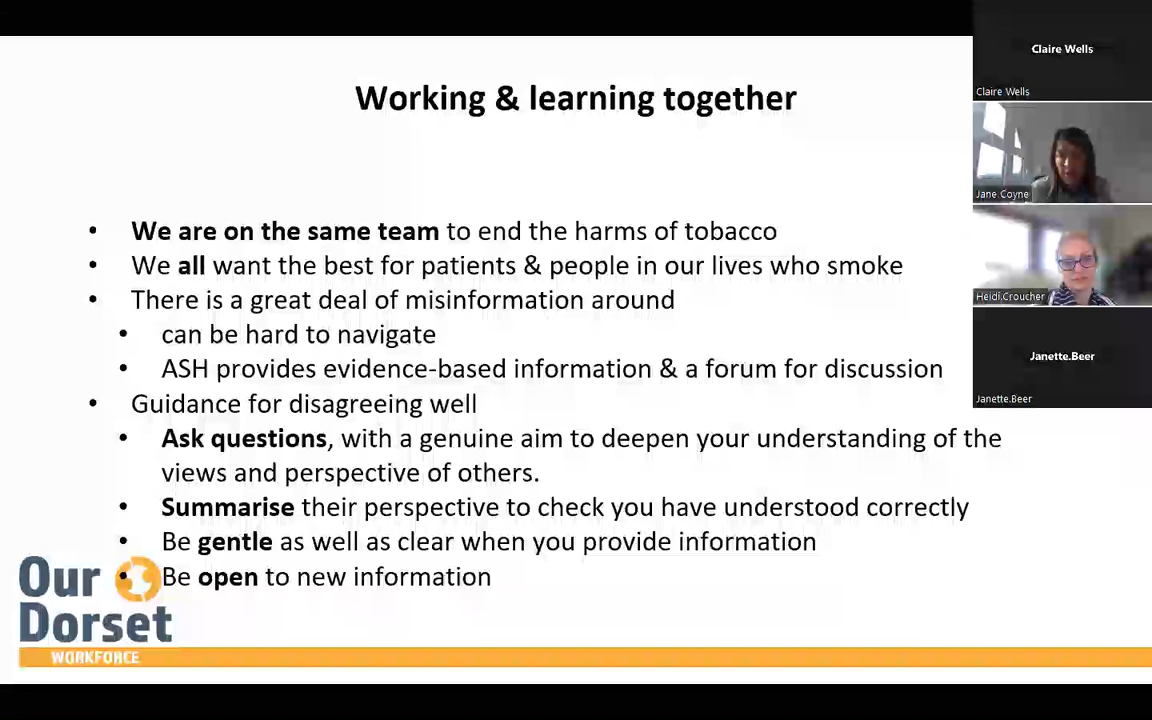 Working & learning together
• We are on the same team to end the harms of tobacco
• We all want the best for patients & people in our lives who smoke
• There is a great deal of misinformation around
• can be hard to navigate
• ASH provides evidence-based information & a forum for discussion
• Guidance for disagreeing well
• Ask questions, with a genuine aim to deepen your understanding of the
views and perspective of others.
• Summarise their perspective to check you have understood correctly
• Be gentle as well as clear when you provide information
• Be open to new information
Our
Dorset
WORKFORCE
Claire Wells
Claire Wells
Jane Coyne
Heidi.Croucher
Janette.Beer
Janette.Beer